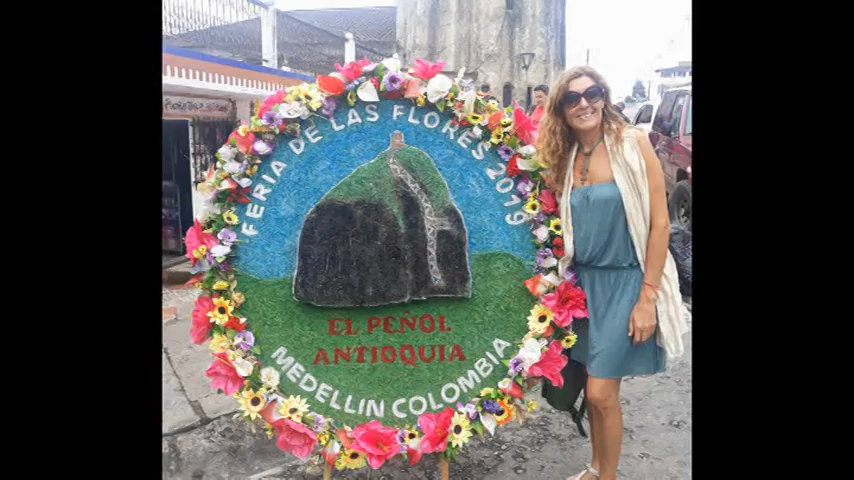 FERIA DE LAS FLORES 2019
EL PEÑOL
ANTIOQUIA
MEDELLIN COLOMBIA